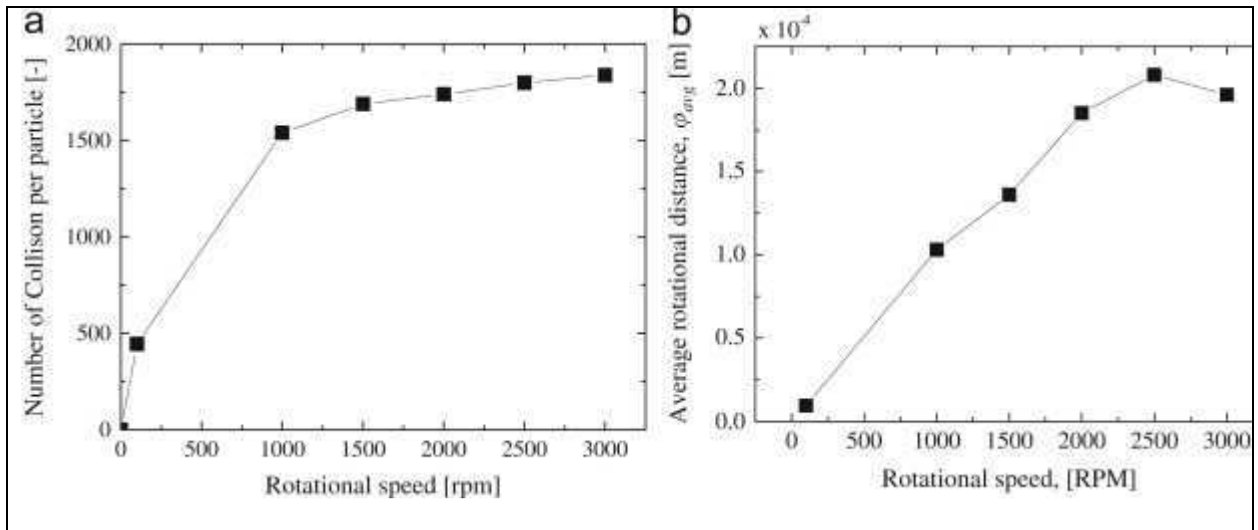 a
Number of Collison per particle [-]
2000
1500
1000
500
0
0 500 1000 1500 2000 2500 3000
Rotational speed [rpm]
b
x 10⁻⁴
Average rotational distance, φavg [m]
2.0
1.5
1.0
0.5
0.0
0 500 1000 1500 2000 2500 3000
Rotational speed, [RPM]